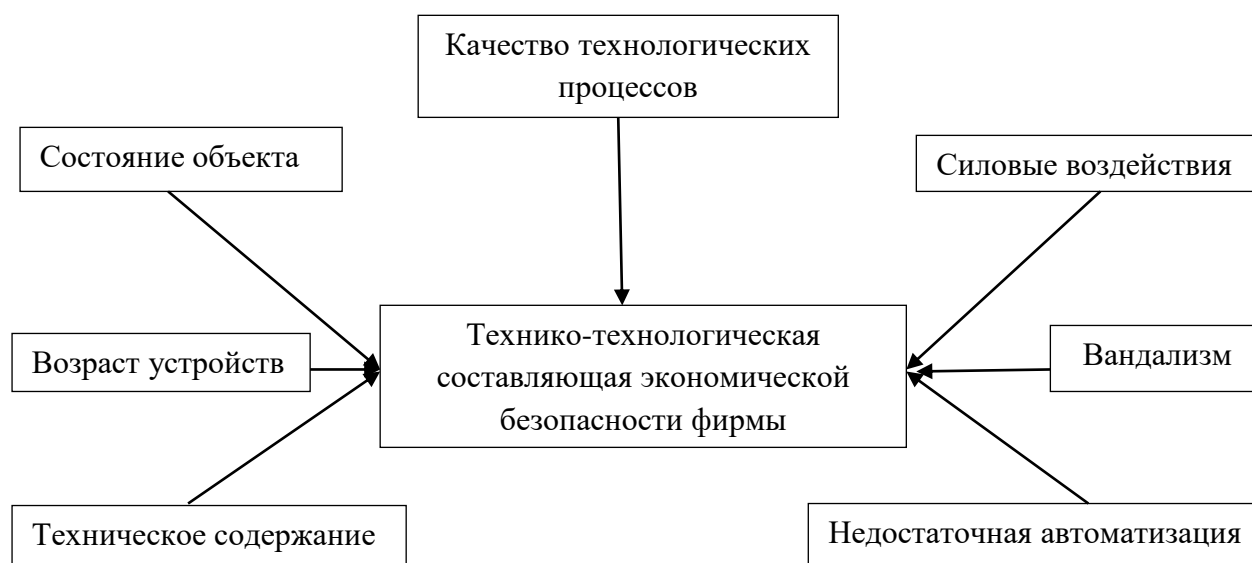 Качество технологических
процессов
Состояние объекта
Силовые воздействия
Технико-технологическая
составляющая экономической
безопасности фирмы
Возраст устройств
Вандализм
Техническое содержание
Недостаточная автоматизация